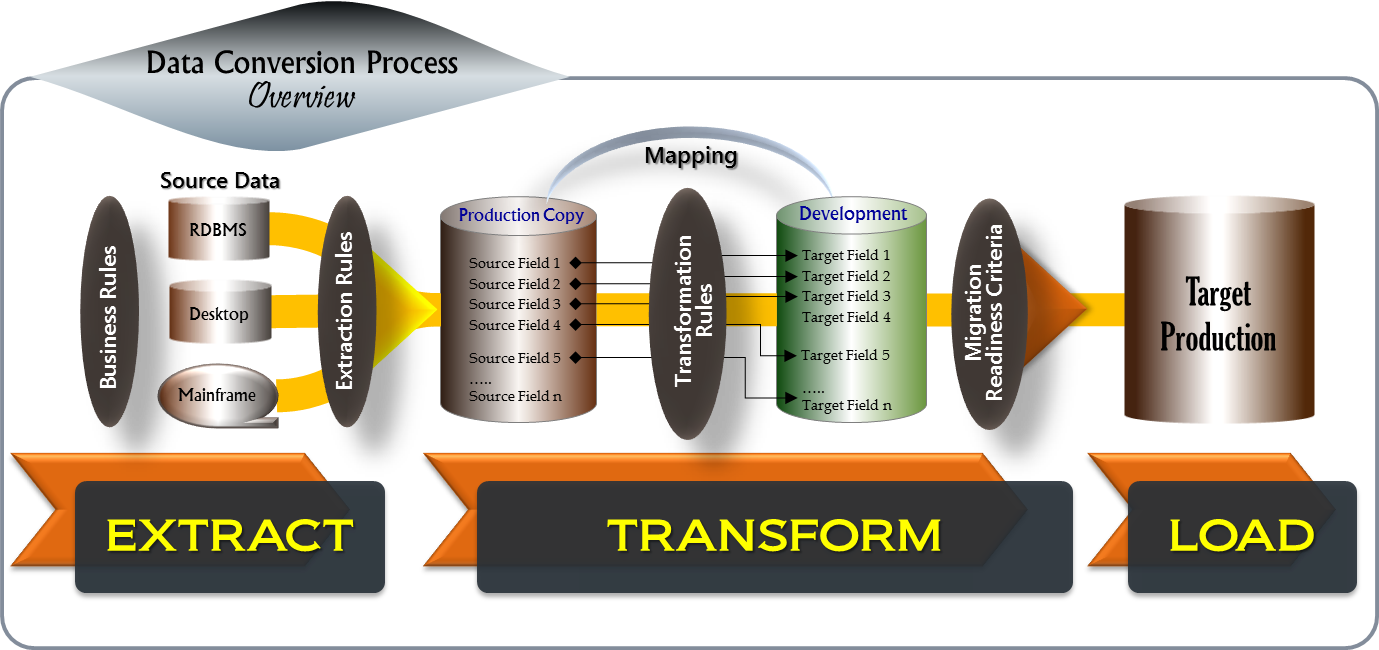 Data Conversion Process
Overview
Source Data
Business Rules
RDBMS
Desktop
Mainframe
Extraction Rules
Mapping
Production Copy
Source Field 1
Source Field 2
Source Field 3
Source Field 4
Source Field 5
.....
Source Field n
Transformation
Rules
Development
Target Field 1
Target Field 2
Target Field 3
Target Field 4
Target Field 5
.....
Target Field n
Migration
Readiness Criteria
Target
Production
EXTRACT
TRANSFORM
LOAD